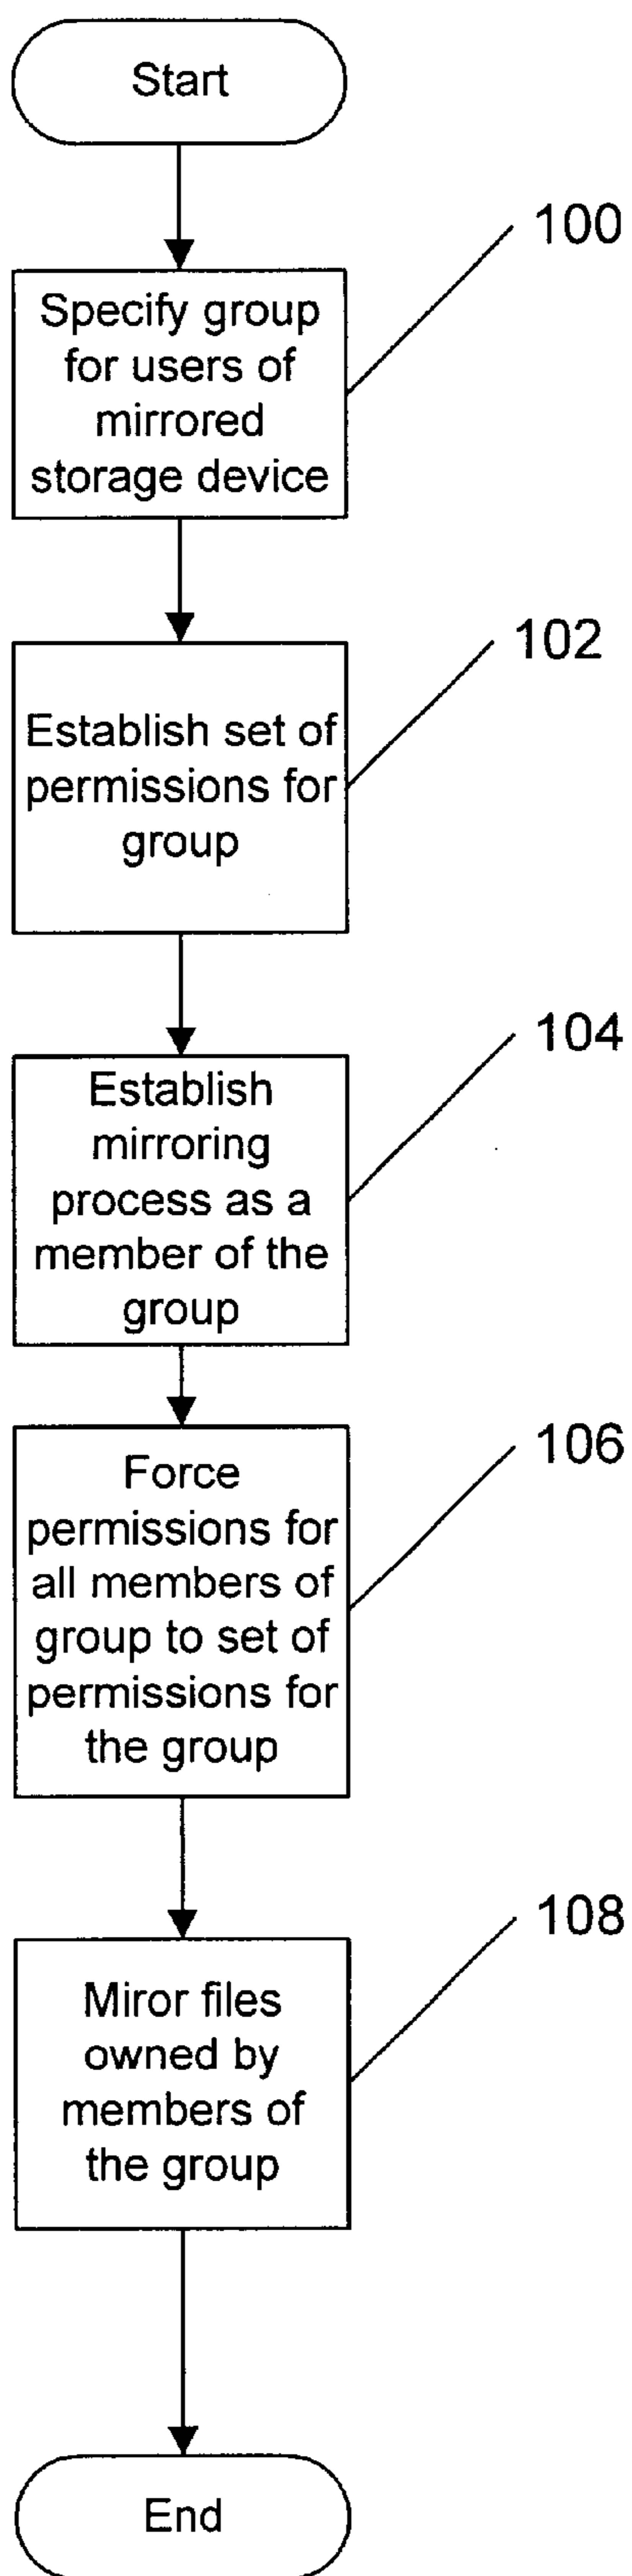 Start
100
Specify group
for users of
mirrored
storage device
102
Establish set of
permissions for
group
104
Establish
mirroring
process as a
member of the
group
106
Force
permissions for
all members of
group to set of
permissions for
the group
108
Miror files
owned by
members of
the group
End